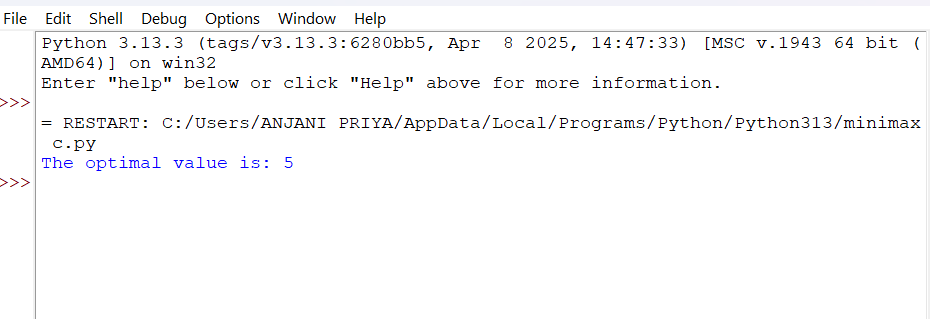 File Edit Shell Debug Options Window Help
Python 3.13.3 (tags/v3.13.3:6280bb5, Apr  8 2025, 14:47:33) [MSC v.1943 64 bit (
AMD64)] on win32
Enter "help" below or click "Help" above for more information.
>>>
= RESTART: C:/Users/ANJANI PRIYA/AppData/Local/Programs/Python/Python313/minimax
 c.py
The optimal value is: 5
>>>